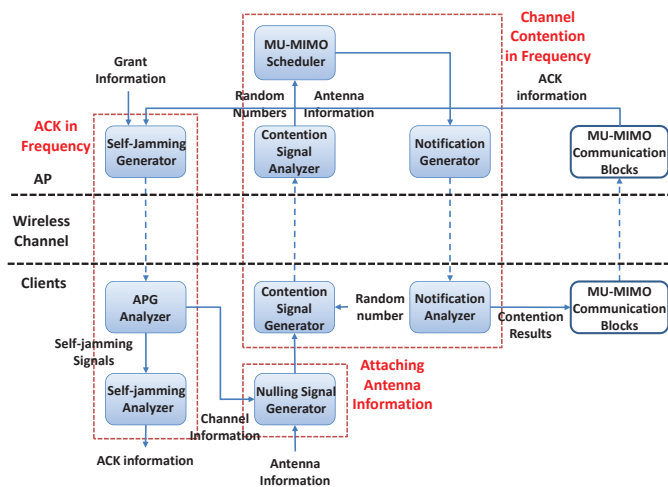 Channel
Contention
in Frequency
MU-MIMO
Scheduler
Grant
Information
Random
Numbers
Antenna
Information
ACK
information
ACK in
Frequency
Self-Jamming
Generator
Contention
Signal
Analyzer
Notification
Generator
MU-MIMO
Communication
Blocks
AP
Wireless
Channel
Clients
APG
Analyzer
Contention
Signal
Generator
Random
number
Notification
Analyzer
Contention
Results
MU-MIMO
Communication
Blocks
Self-jamming
Signals
Attaching
Antenna
Information
Self-jamming
Analyzer
Nulling Signal
Generator
Channel
Information
ACK information
Antenna
Information